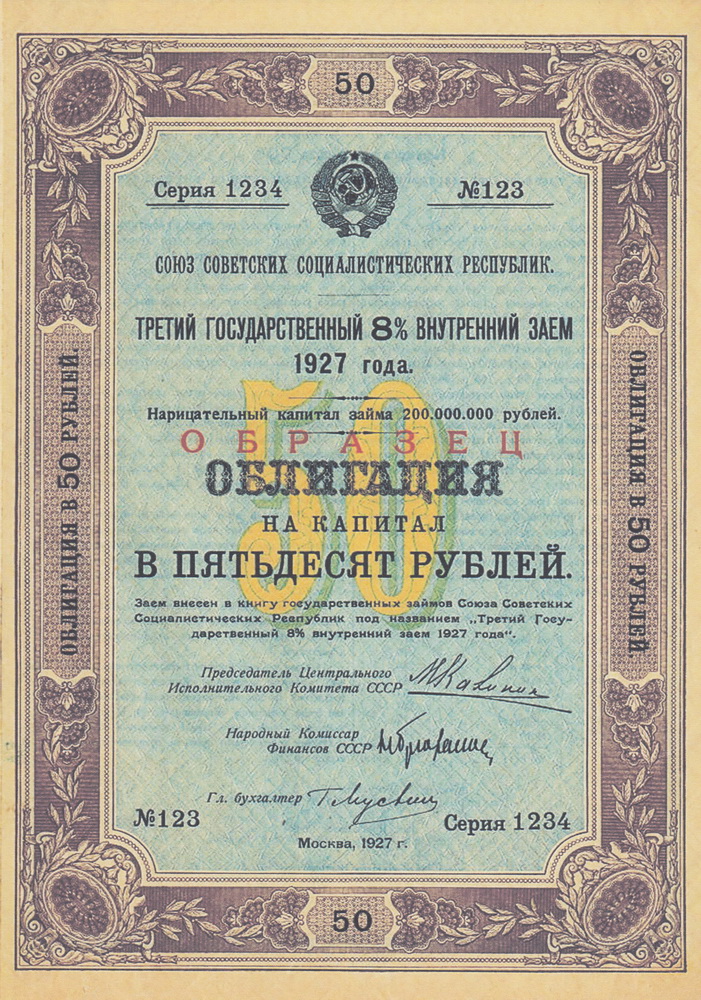 50
Серия 1234 №123
СОЮЗ СОВЕТСКИХ СОЦИАЛИСТИЧЕСКИХ РЕСПУБЛИК.
ТРЕТИЙ ГОСУДАРСТВЕННЫЙ 8% ВНУТРЕННИЙ ЗАЕМ
1927 года.
Нарицательный капитал займа 200.000.000 рублей.
ОБРАЗЕЦ
50
ОБЛИГАЦИЯ
НА КАПИТАЛ
В ПЯТЬДЕСЯТ РУБЛЕЙ.
Заем внесен в книгу государственных займов Союза Советских
Социалистических Республик под названием „Третий Госу-
дарственный 8% внутренний заем 1927 года“.
Председатель Центрального
Исполнительного Комитета СССР
МКалинин
Народный Комиссар
Финансов СССР
Гл. бухгалтер
№123 Серия 1234
Москва, 1927 г.
50
ОБЛИГАЦИЯ В 50 РУБЛЕЙ.
ОБЛИГАЦИЯ В 50 РУБЛЕЙ.